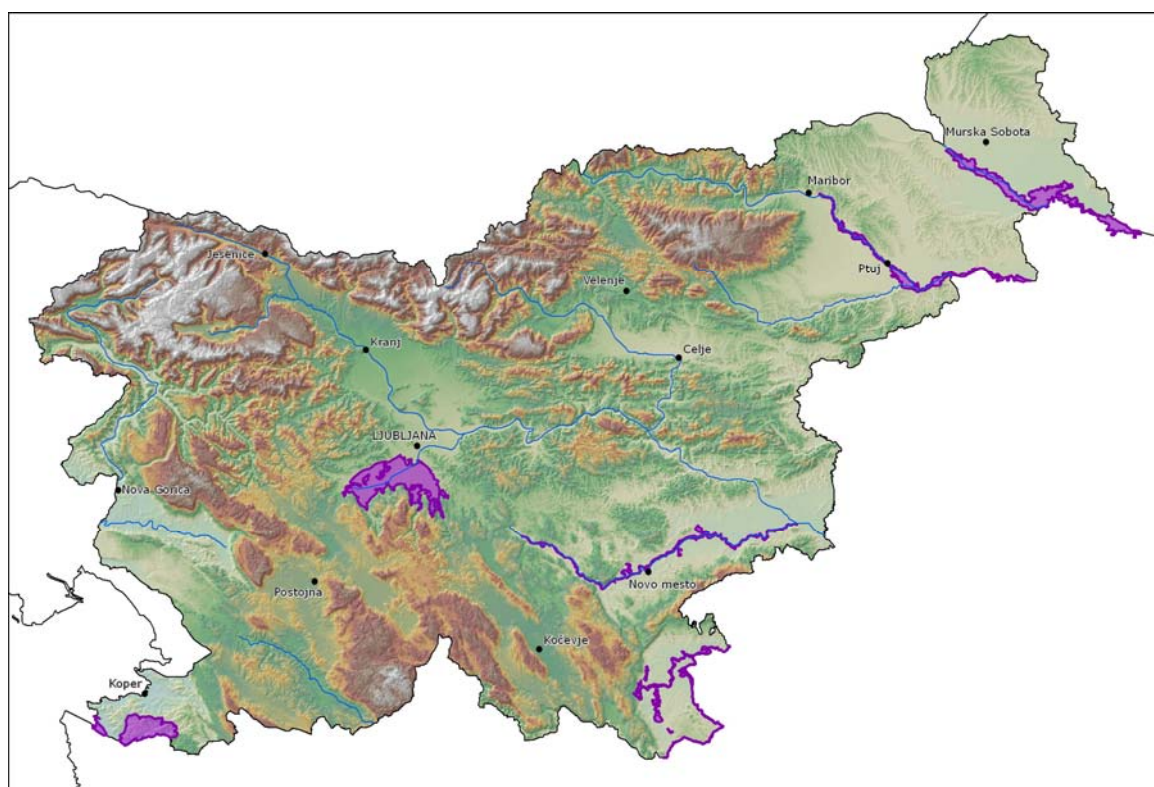 Murska Sobota
Maribor
Jesenice
Ptuj
Velenje
Kranj
Celje
LJUBLJANA
Nova Gorica
Novo mesto
Postojna
Kočevje
Koper